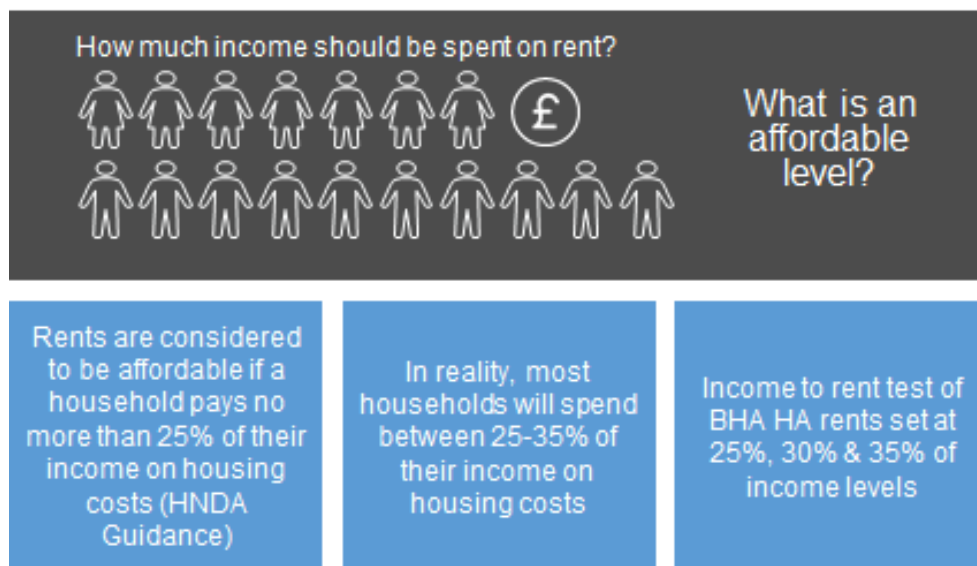 How much income should be spent on rent?
£
What is an
affordable
level?
Rents are considered
to be affordable if a
household pays no
more than 25% of their
income on housing
costs (HNDA
Guidance)
In reality, most
households will spend
between 25-35% of
their income on
housing costs
Income to rent test of
BHA HA rents set at
25%, 30% & 35% of
income levels